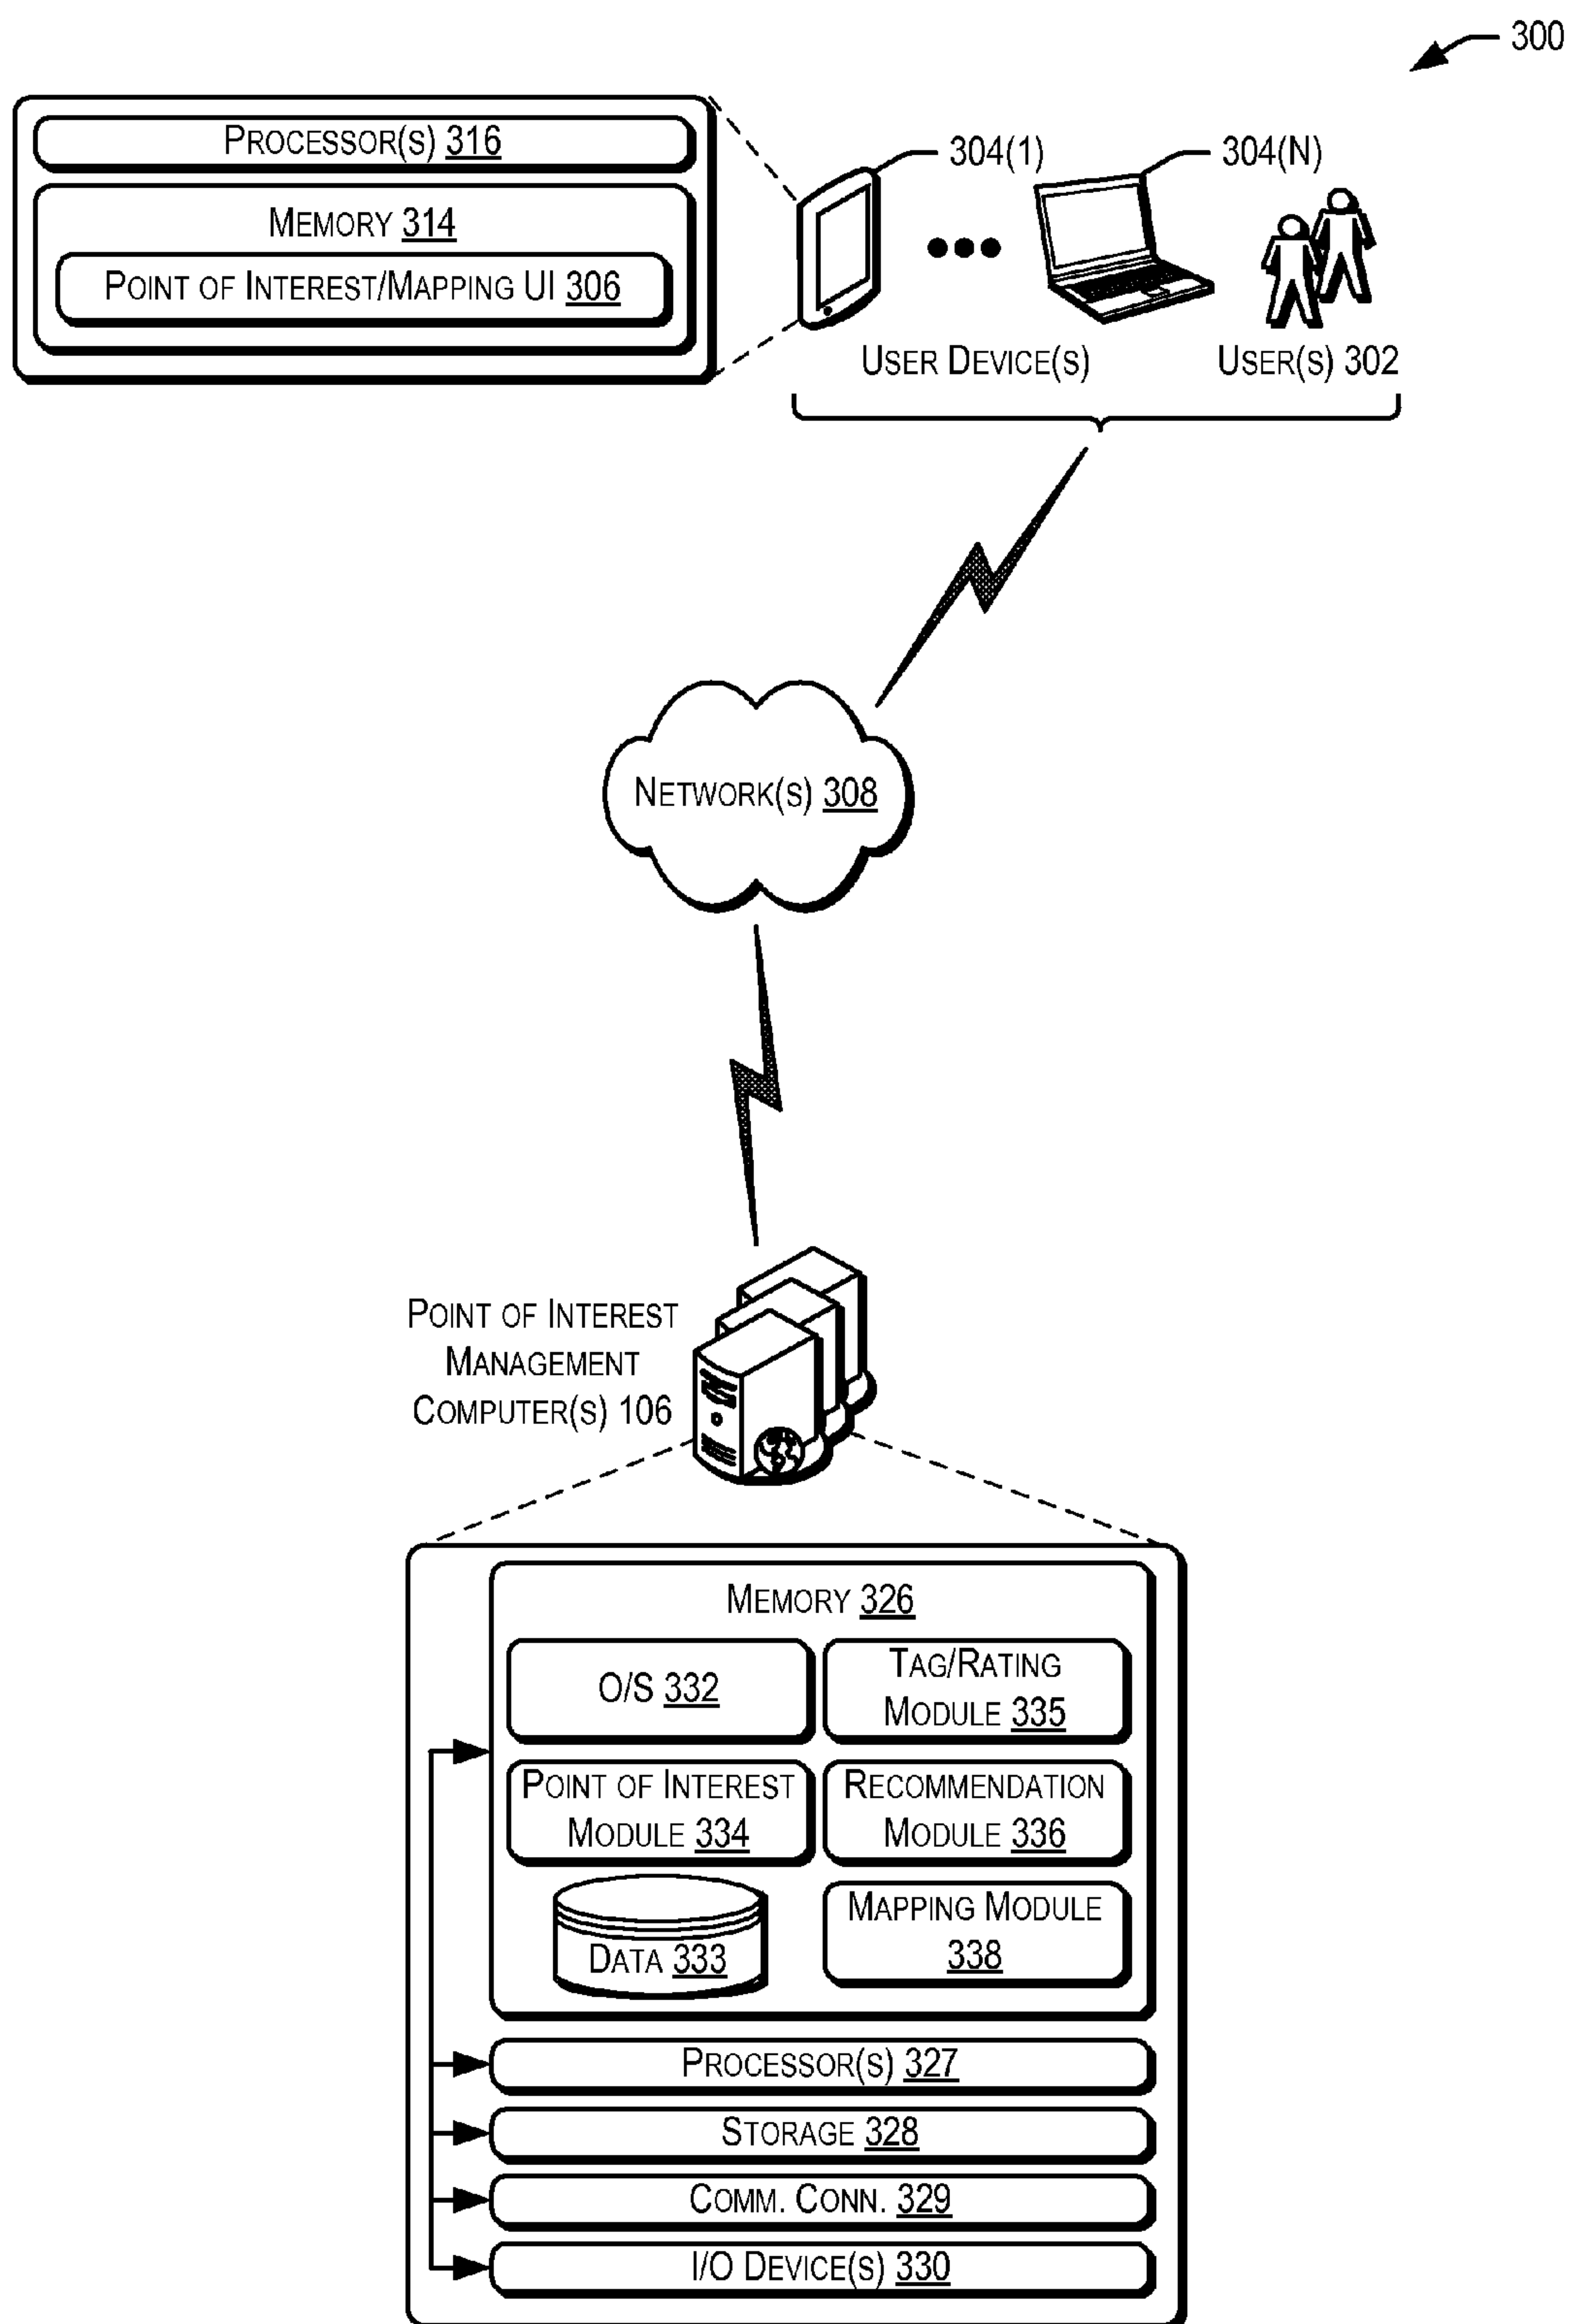 300
PROCESSOR(S) 316
MEMORY 314
POINT OF INTEREST/MAPPING UI 306
304(1)
304(N)
USER DEVICE(S)
USER(S) 302
NETWORK(S) 308
POINT OF INTEREST
MANAGEMENT
COMPUTER(S) 106
MEMORY 326
O/S 332
TAG/RATING
MODULE 335
POINT OF INTEREST
MODULE 334
RECOMMENDATION
MODULE 336
DATA 333
MAPPING MODULE
338
PROCESSOR(S) 327
STORAGE 328
COMM. CONN. 329
I/O DEVICE(S) 330